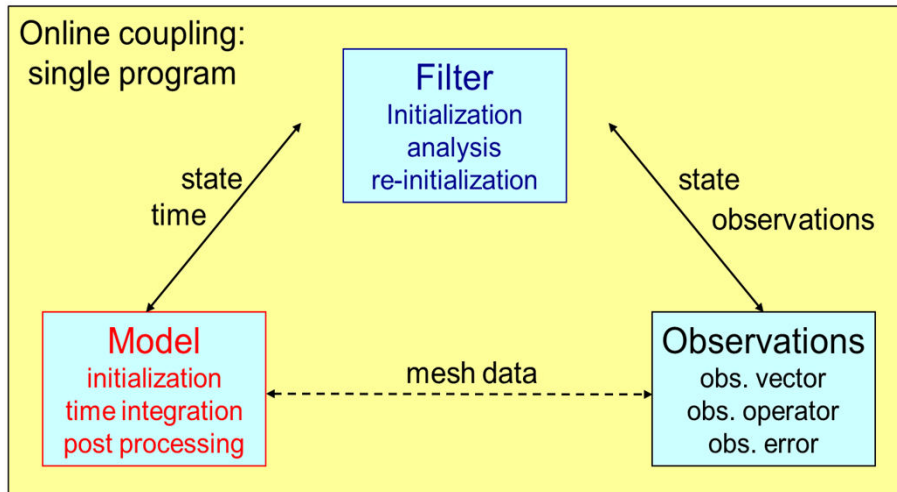 Online coupling:
single program
Filter
Initialization
analysis
re-initialization
state
time
state
observations
Model
initialization
time integration
post processing
mesh data
Observations
obs. vector
obs. operator
obs. error